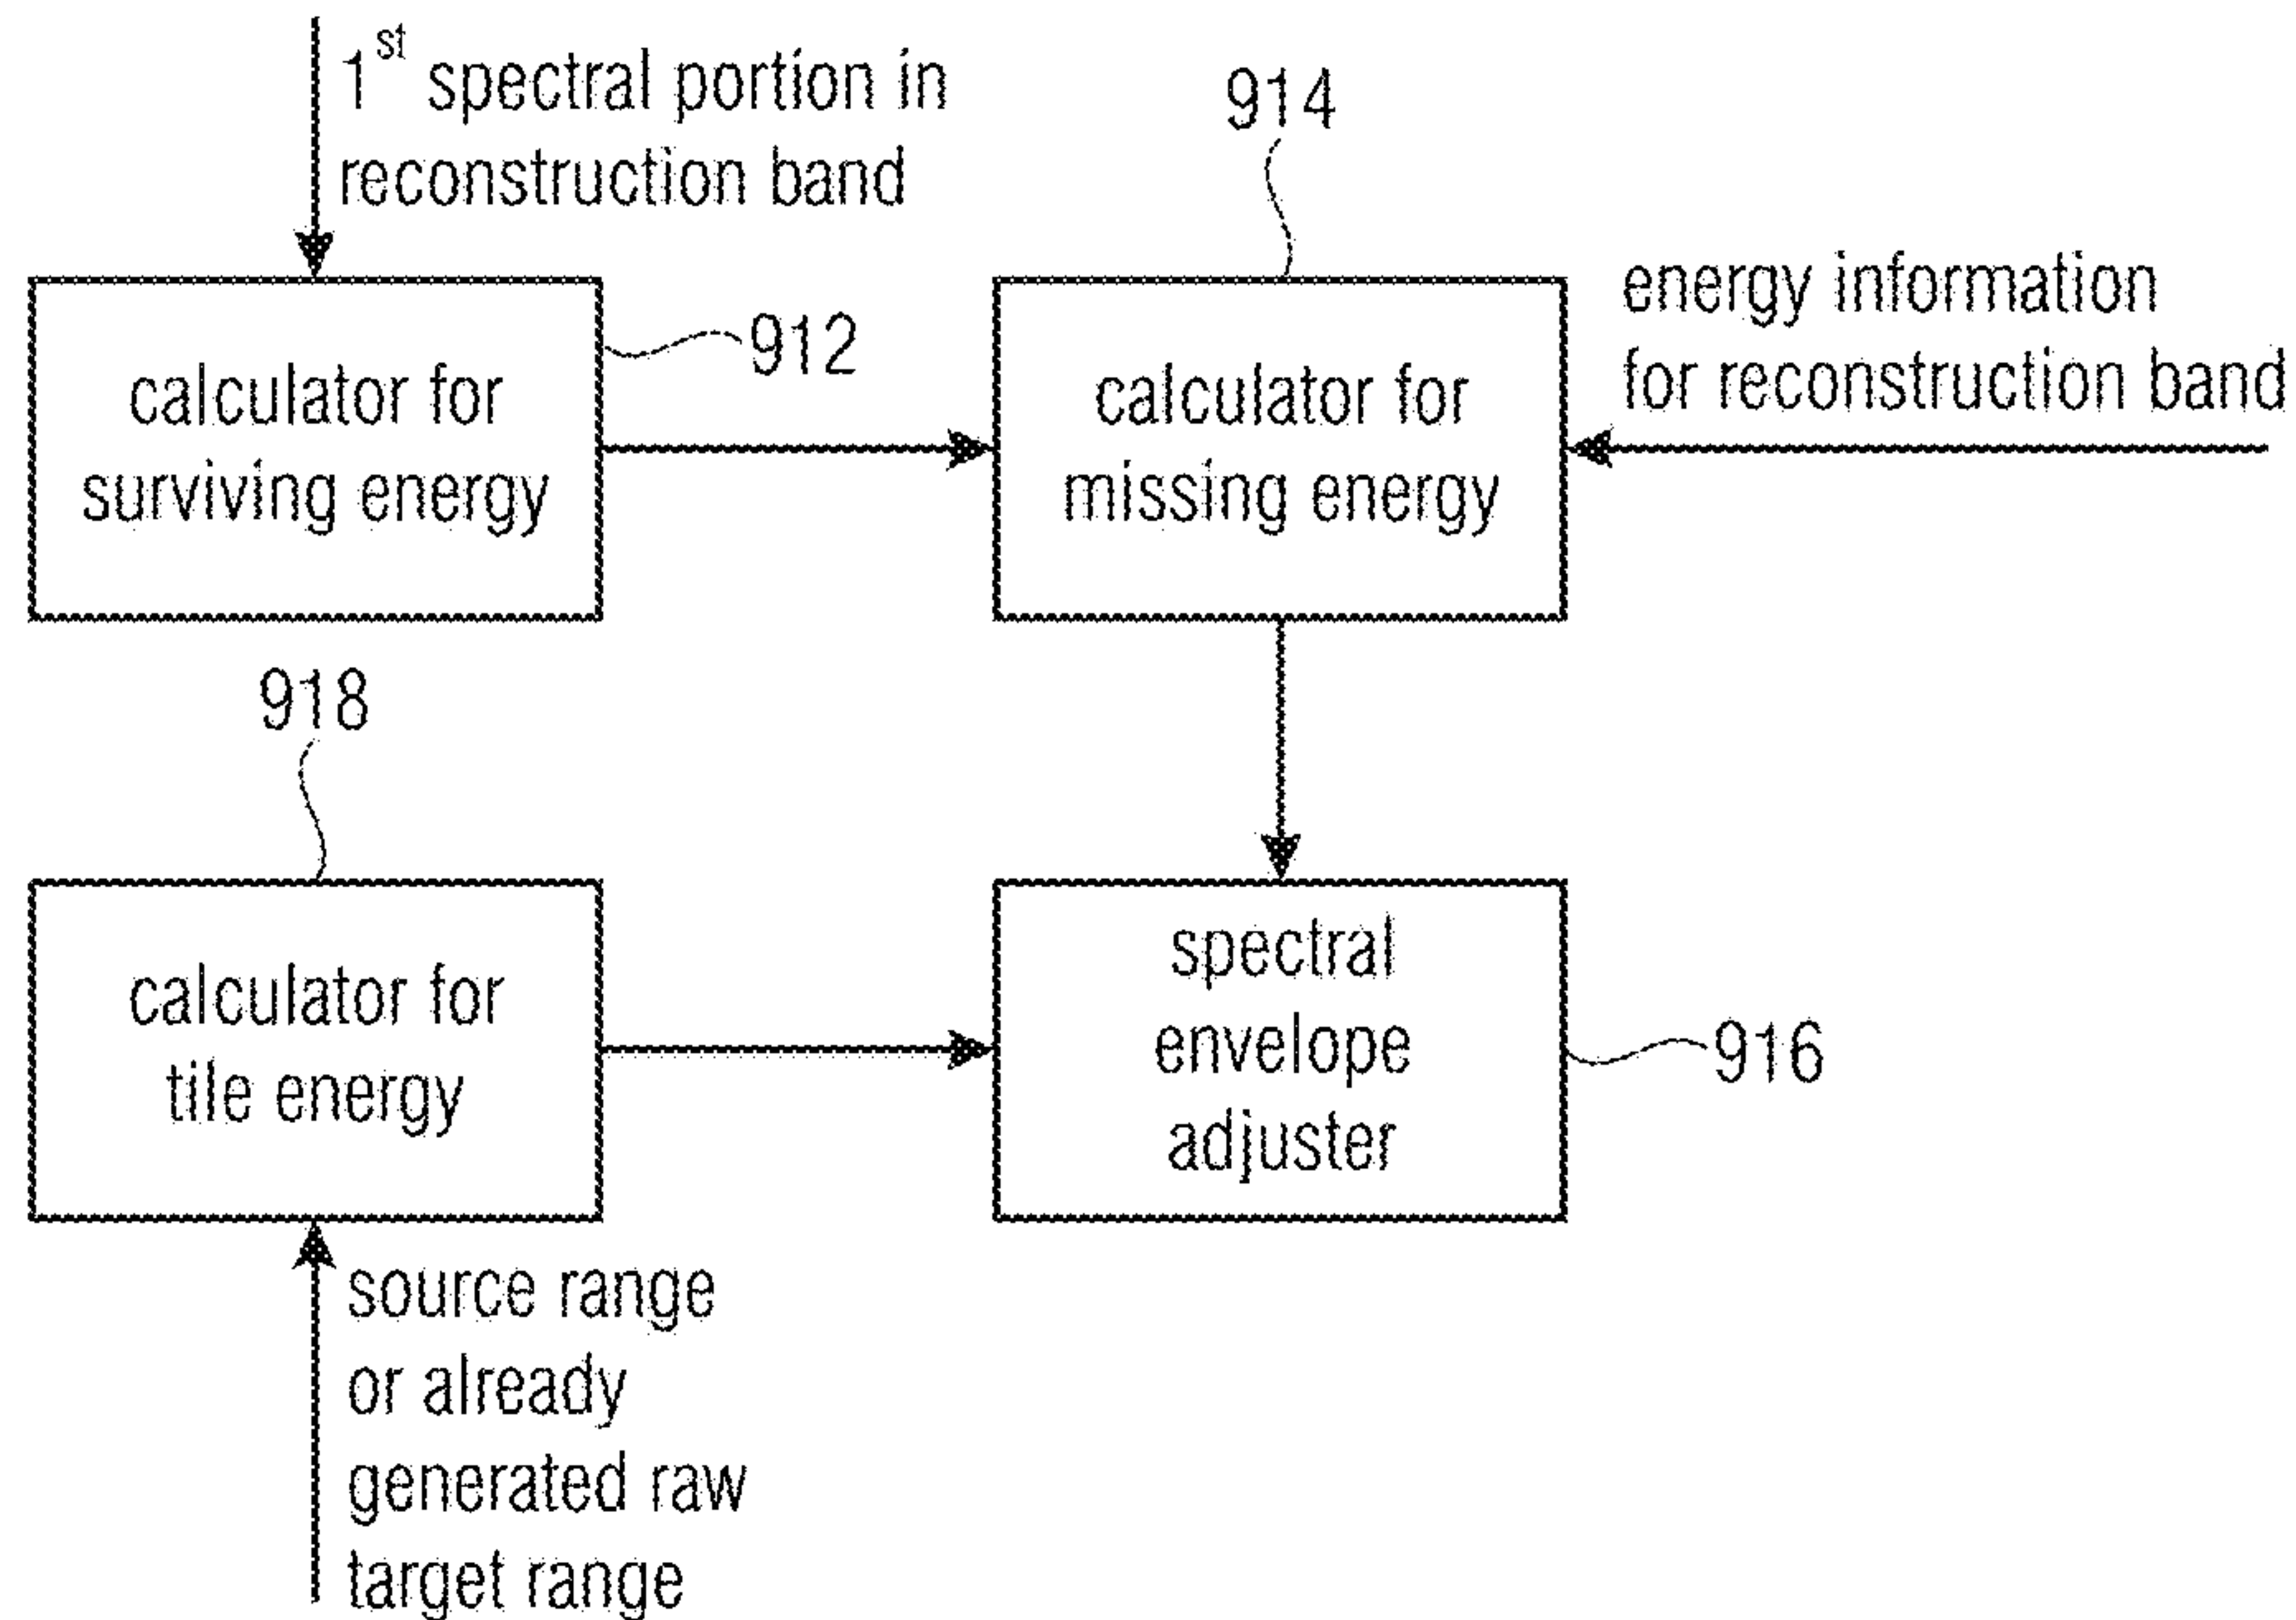 1st spectral portion in
reconstruction band
914
energy information
for reconstruction band
912
calculator for
surviving energy
calculator for
missing energy
918
calculator for
tile energy
spectral
envelope
adjuster
916
source range
or already
generated raw
target range